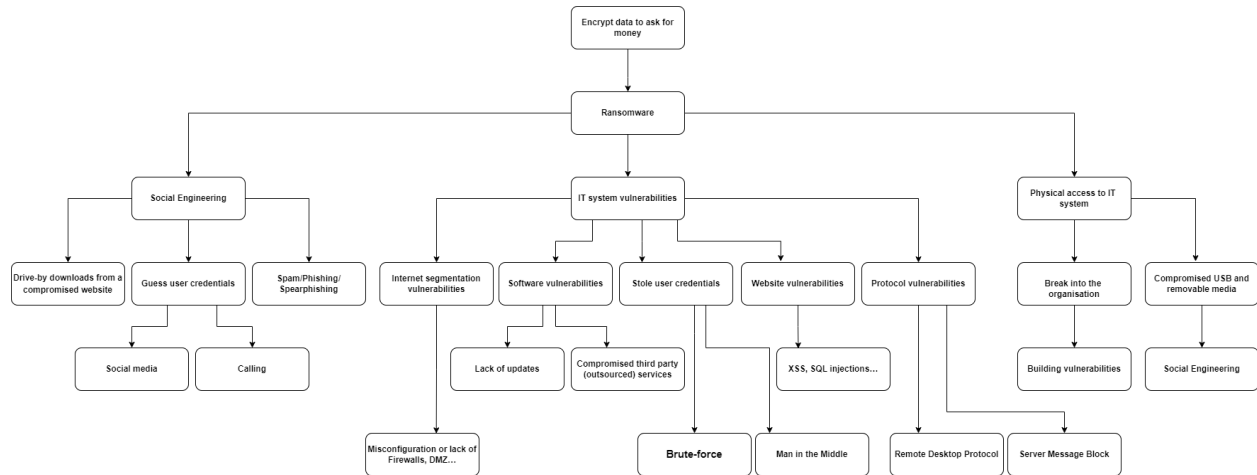 Encrypt data to ask for
money
Ransomware
Social Engineering
IT system vulnerabilities
Physical access to IT
system
Drive-by downloads from a
compromised website
Guess user credentials
Spam/Phishing/
Spearphishing
Internet segmentation
vulnerabilities
Software vulnerabilities
Stole user credentials
Website vulnerabilities
Protocol vulnerabilities
Break into the
organisation
Compromised USB and
removable media
Social media
Calling
Lack of updates
Compromised third party
(outsourced) services
XSS, SQL injections...
Building vulnerabilities
Social Engineering
Misconfiguration or lack of
Firewalls, DMZ...
Brute-force
Man in the Middle
Remote Desktop Protocol
Server Message Block